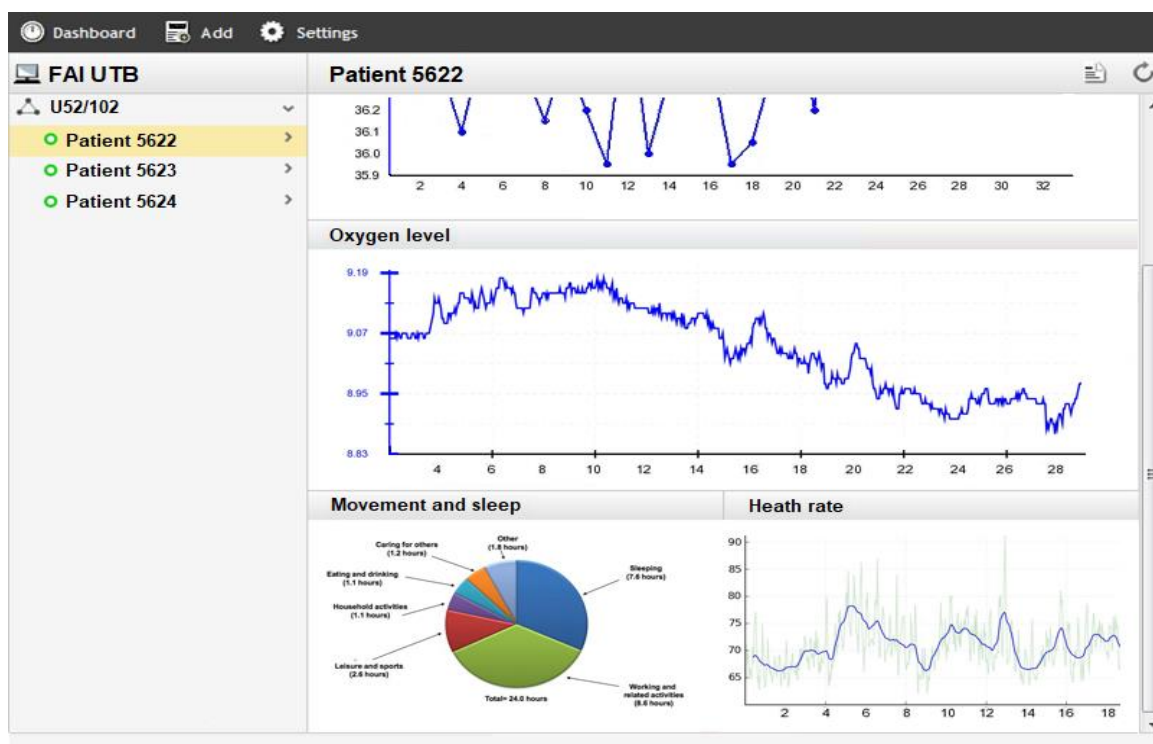 Dashboard Add Settings
FAI UTB
U52/102
Patient 5622
Patient 5623
Patient 5624
Patient 5622
36.2
36.1
36.0
35.9
2 4 6 8 10 12 14 16 18 20 22 24 26 28 30 32
Oxygen level
9.19
9.07
8.95
8.83
4 6 8 10 12 14 16 18 20 22 24 26 28
Movement and sleep
Caring for others
(1.2 hours)
Other
(1.8 hours)
Sleeping
(7.6 hours)
Eating and drinking
(1.1 hours)
Household activities
(1.1 hours)
Leisure and sports
(2.6 hours)
Working and
related activities
(8.6 hours)
Total= 24.0 hours
Heath rate
90
85
80
75
70
65
2 4 6 8 10 12 14 16 18